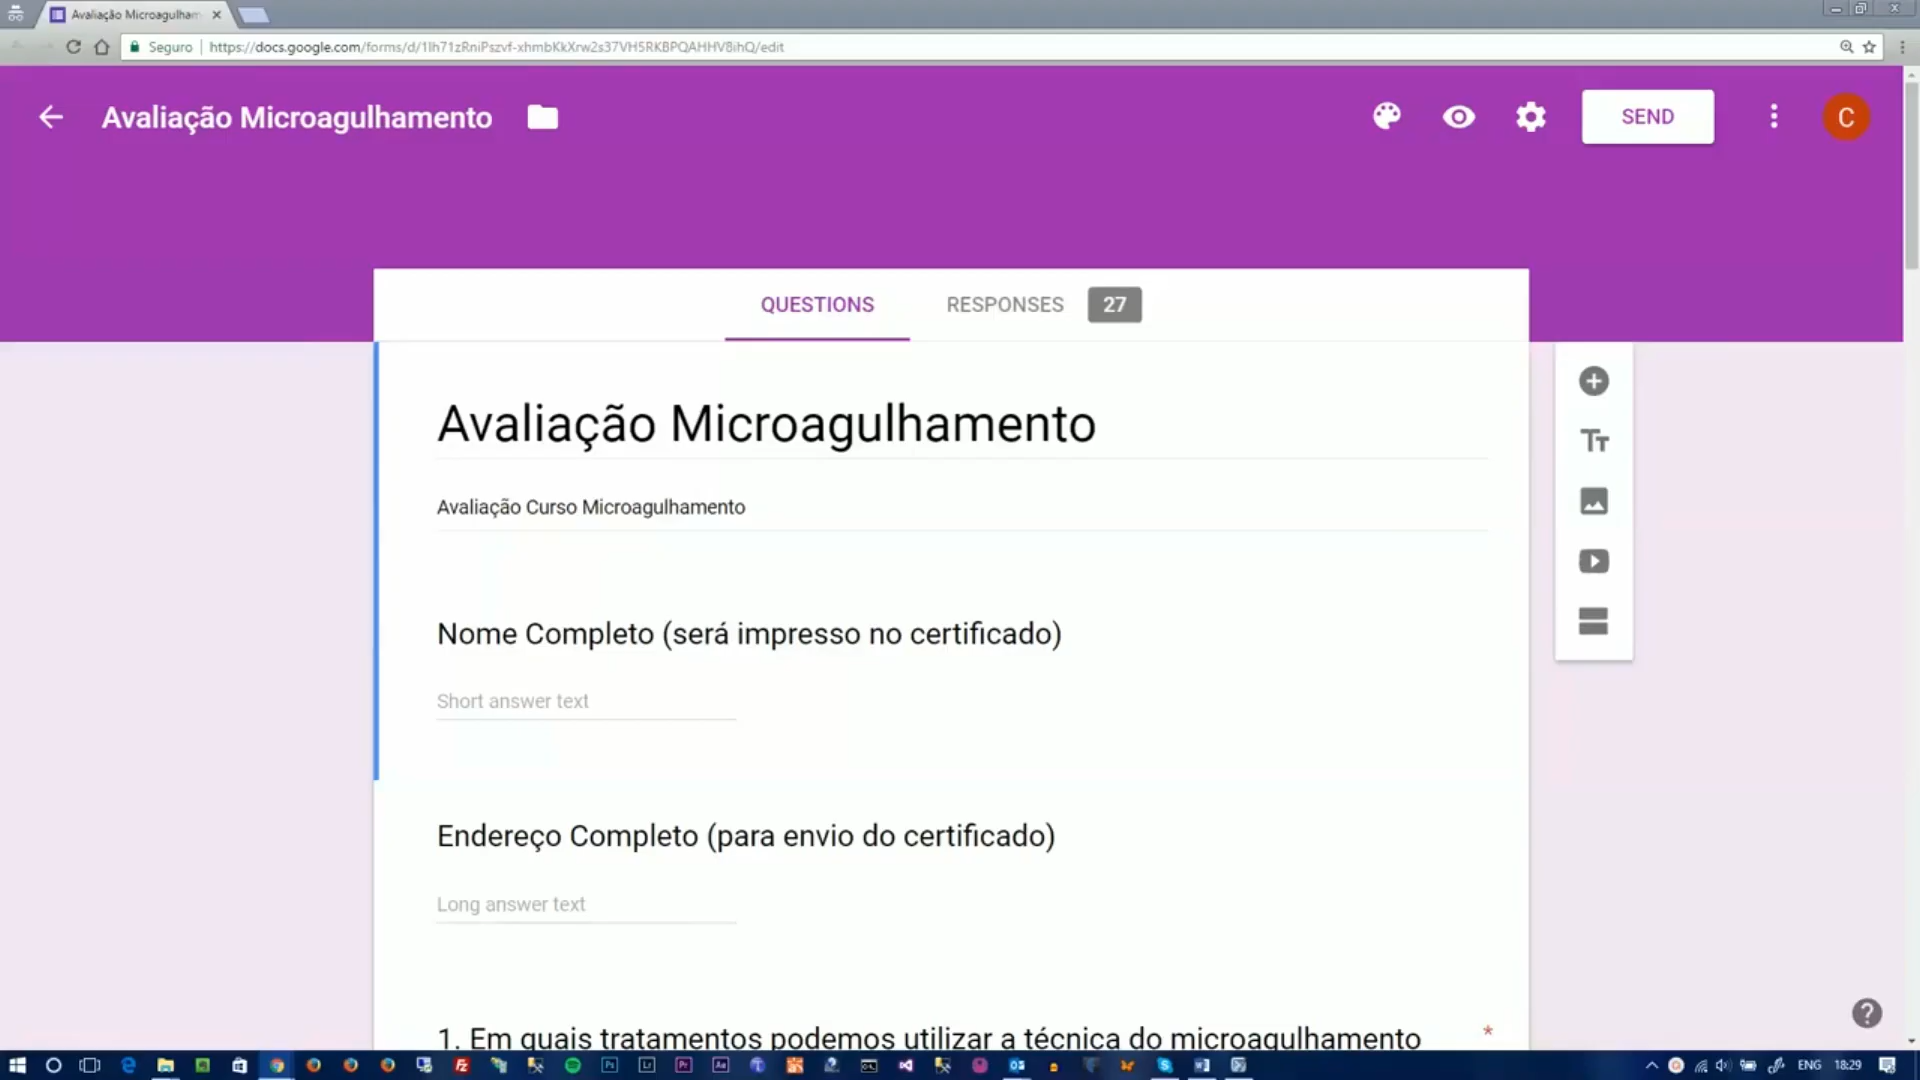 Avaliação Microagulham
Seguro
https://docs.google.com/forms/d/1lh71zRniPszvf-xhmbKkXrw2s37VH5RKBPQAHHV8ihQ/edit
Avaliação Microagulhamento
SEND
C
QUESTIONS
RESPONSES 27
Avaliação Microagulhamento
Avaliação Curso Microagulhamento
Nome Completo (será impresso no certificado)
Short answer text
Endereço Completo (para envio do certificado)
Long answer text
1. Em quais tratamentos podemos utilizar a técnica do microagulhamento *
ENG 18:29